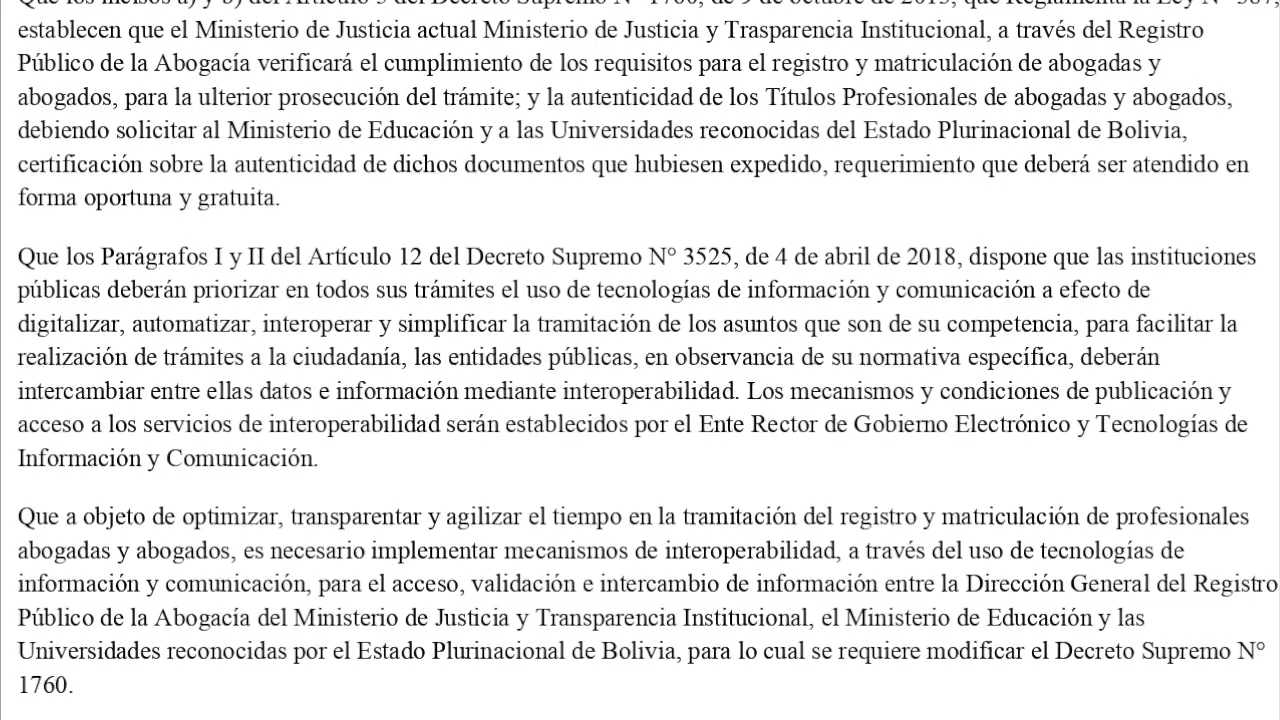 establecen que el Ministerio de Justicia actual Ministerio de Justicia y Trasparencia Institucional, a través del Registro
Público de la Abogacía verificará el cumplimiento de los requisitos para el registro y matriculación de abogadas y
abogados, para la ulterior prosecución del trámite; y la autenticidad de los Títulos Profesionales de abogadas y abogados,
debiendo solicitar al Ministerio de Educación y a las Universidades reconocidas del Estado Plurinacional de Bolivia,
certificación sobre la autenticidad de dichos documentos que hubiesen expedido, requerimiento que deberá ser atendido en
forma oportuna y gratuita.
Que los Parágrafos I y II del Artículo 12 del Decreto Supremo N° 3525, de 4 de abril de 2018, dispone que las instituciones
públicas deberán priorizar en todos sus trámites el uso de tecnologías de información y comunicación a efecto de
digitalizar, automatizar, interoperar y simplificar la tramitación de los asuntos que son de su competencia, para facilitar la
realización de trámites a la ciudadanía, las entidades públicas, en observancia de su normativa específica, deberán
intercambiar entre ellas datos e información mediante interoperabilidad. Los mecanismos y condiciones de publicación y
acceso a los servicios de interoperabilidad serán establecidos por el Ente Rector de Gobierno Electrónico y Tecnologías de
Información y Comunicación.
Que a objeto de optimizar, transparentar y agilizar el tiempo en la tramitación del registro y matriculación de profesionales
abogadas y abogados, es necesario implementar mecanismos de interoperabilidad, a través del uso de tecnologías de
información y comunicación, para el acceso, validación e intercambio de información entre la Dirección General del Registro
Público de la Abogacía del Ministerio de Justicia y Transparencia Institucional, el Ministerio de Educación y las
Universidades reconocidas por el Estado Plurinacional de Bolivia, para lo cual se requiere modificar el Decreto Supremo N°
1760.